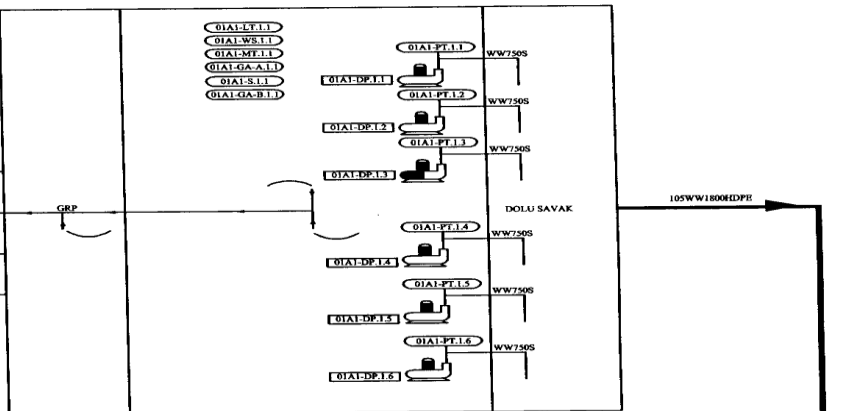 01A1-LT.1.1
01A1-WS.1.1
01A1-MT.1.1
01A1-GA-A.1.1
01A1-S.1.1
01A1-GA-B.1.1
01A1-PT.1.1
WW750S
01A1-DP.1.1
01A1-PT.1.2
WW750S
01A1-DP.1.2
01A1-PT.1.3
WW750S
01A1-DP.1.3
GRP
DOLU SAVAK
105WW1800HDPE
01A1-PT.1.4
WW750S
01A1-DP.1.4
01A1-PT.1.5
WW750S
01A1-DP.1.5
01A1-PT.1.6
WW750S
01A1-DP.1.6